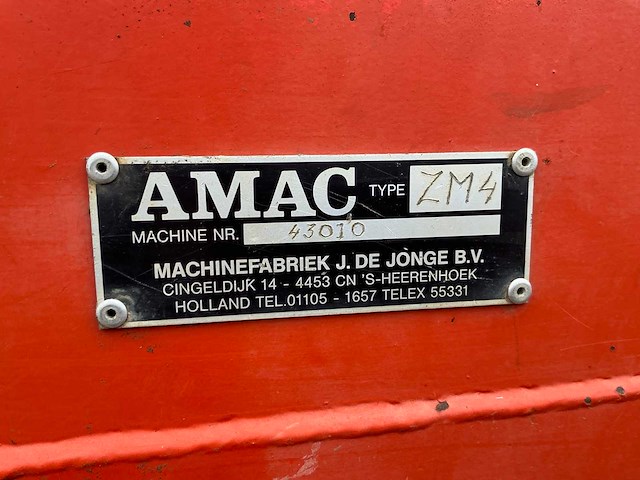 AMAC TYPE ZM4
MACHINE NR. 43010
MACHINEFABRIEK J. DE JONGE B.V.
CINGELDIJK 14 - 4453 CN 'S-HEERENHOEK
HOLLAND TEL.01105 - 1657 TELEX 55331